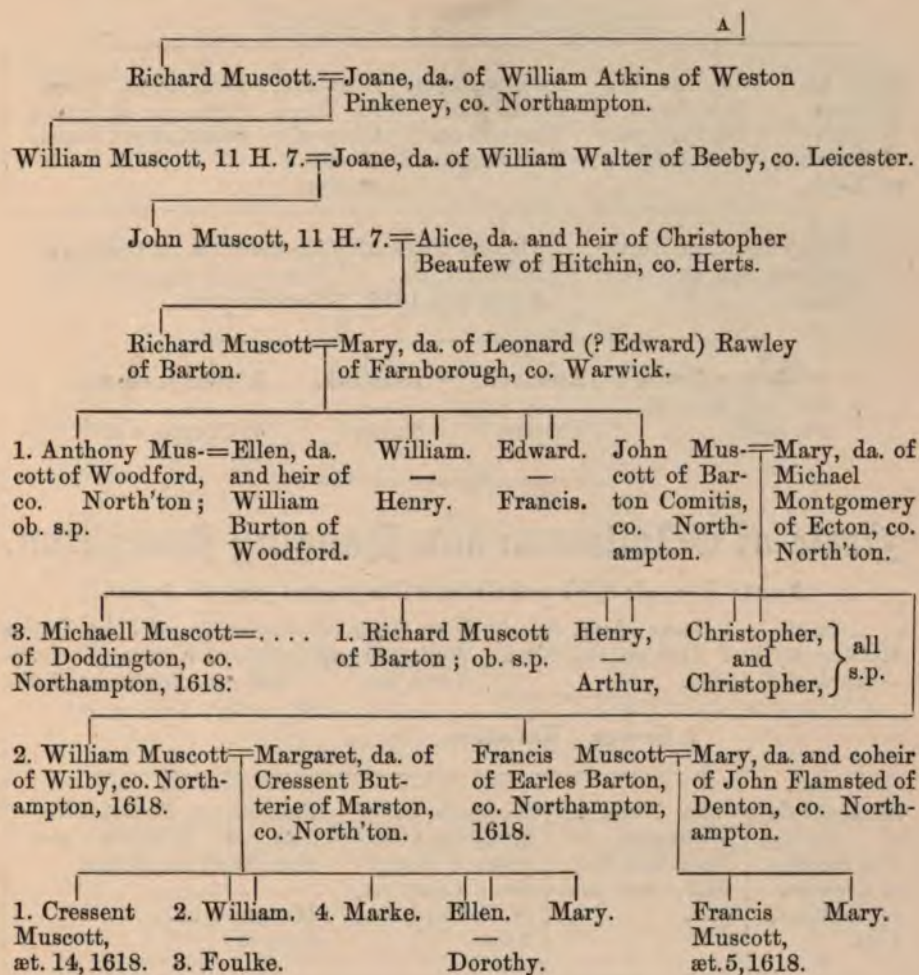 A
Richard Muscott.=Joane, da. of William Atkins of Weston
Pinkeney, co. Northampton.
William Muscott, 11 H. 7.=Joane, da. of William Walter of Beeby, co. Leicester.
John Muscott, 11 H. 7.=Alice, da. and heir of Christopher
Beaufew of Hitchin, co. Herts.
Richard Muscott=Mary, da. of Leonard (? Edward) Rawley
of Barton.
of Farnborough, co. Warwick.
1. Anthony Mus-=Ellen, da.
cott of Woodford,
co. North'ton;
ob. s.p.
and heir of
William
Burton of
Woodford.
William.
—
Henry.
Edward.
—
Francis.
John Mus-=Mary, da. of
cott of Bar-
ton Comitis,
co. North-
ampton.
Michael
Montgomery
of Ecton, co.
North'ton.
3. Michaell Muscott=. . . .
of Doddington, co.
Northampton, 1618.
1. Richard Muscott
of Barton; ob. s.p.
Henry,
—
Arthur,
Christopher,
and
Christopher,
all
s.p.
2. William Muscott=Margaret, da. of
of Wilby, co. North-
ampton, 1618.
Cressent But-
terie of Marston,
co. North'ton.
Francis Muscott=Mary, da. and coheir
of Earles Barton,
co. Northampton,
1618.
of John Flamsted of
Denton, co. North-
ampton.
1. Cressent
Muscott,
æt. 14, 1618.
2. William.
—
3. Foulke.
4. Marke.
Ellen.
—
Dorothy.
Mary.
Francis
Muscott,
æt. 5, 1618.
Mary.